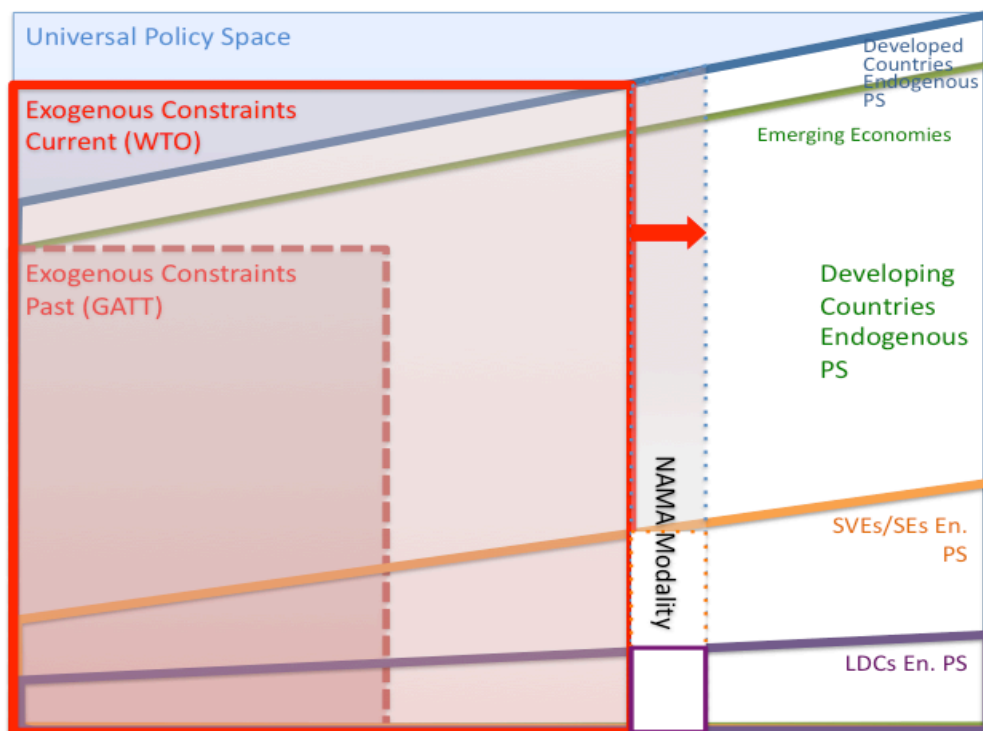 Universal Policy Space
Developed
Countries
Endogenous
PS
Exogenous Constraints
Current (WTO)
Emerging Economies
Exogenous Constraints
Past (GATT)
Developing
Countries
Endogenous
PS
NAMA Modality
SVEs/SEs En.
PS
LDCs En. PS